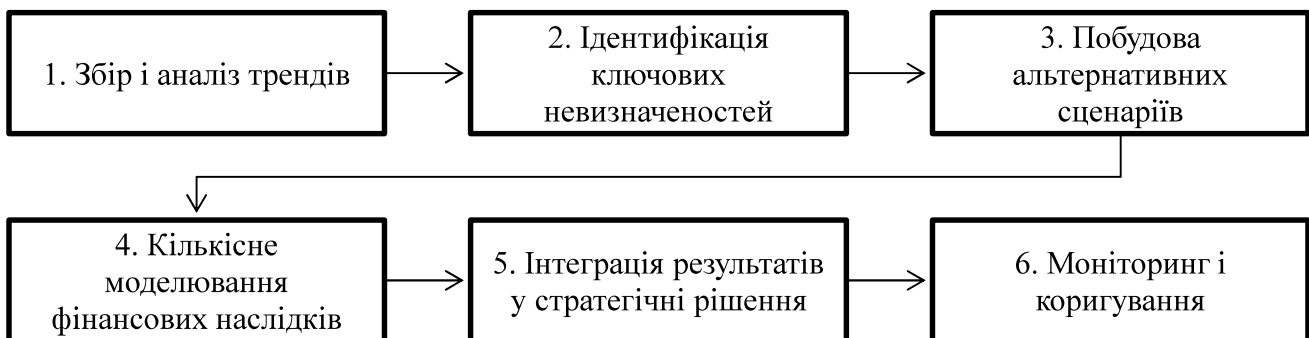 1. Збір і аналіз трендів
2. Ідентифікація
ключових
невизначеностей
3. Побудова
альтернативних
сценаріїв
4. Кількісне
моделювання
фінансових наслідків
5. Інтеграція результатів
у стратегічні рішення
6. Моніторинг і
коригування